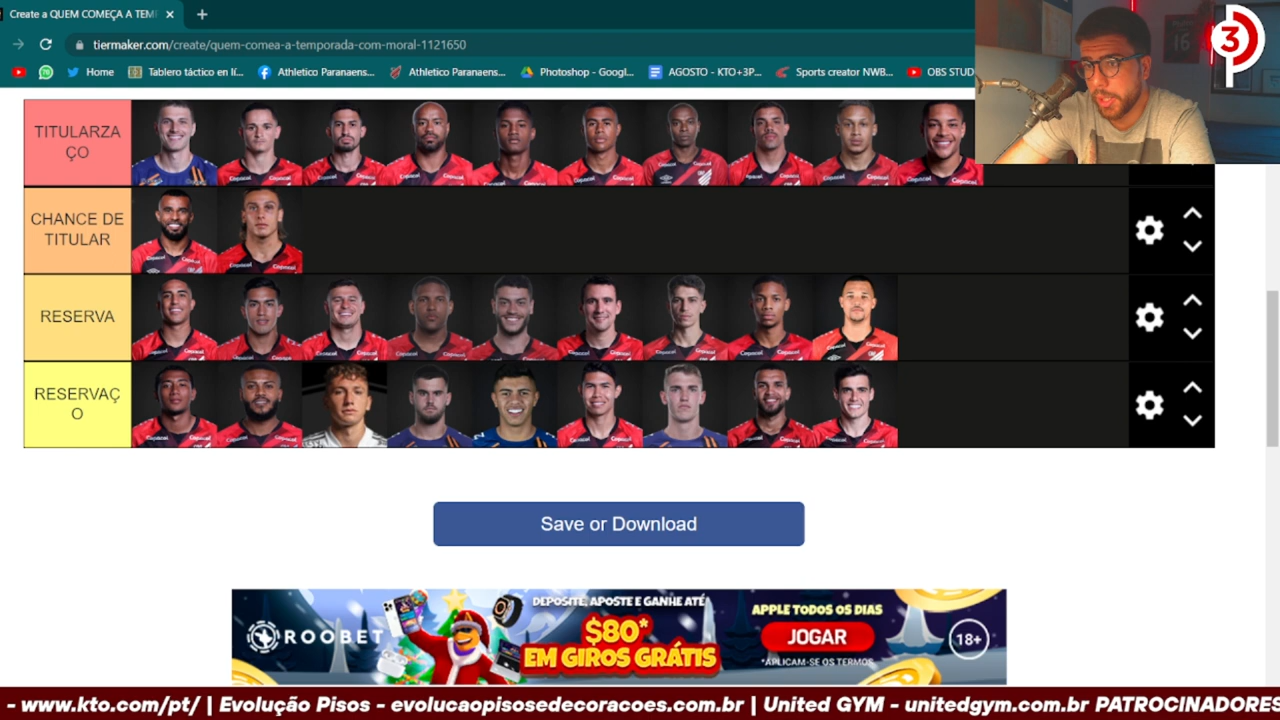 Create a QUEM COMEÇA A TEM
tiermaker.com/create/quem-comea-a-temporada-com-moral-1121650
Home
Tablero táctico en lí...
Athletico Paranaens...
Athletico Paranaens...
Photoshop - Googl...
AGOSTO - KTO+3P...
Sports creator NWB...
OBS STUD
3
16
TITULARZA
ÇO
CHANCE DE
TITULAR
RESERVA
RESERVAÇ
O
Save or Download
ROOBET
DEPOSITE, APOSTE E GANHE ATÉ
$80*
EM GIROS GRÁTIS
APPLE TODOS OS DIAS
JOGAR
*APLICAM-SE OS TERMOS
18+
- www.kto.com/pt/ | Evolução Pisos - evolucaopisosedecoracoes.com.br | United GYM - unitedgym.com.br PATROCINADORES